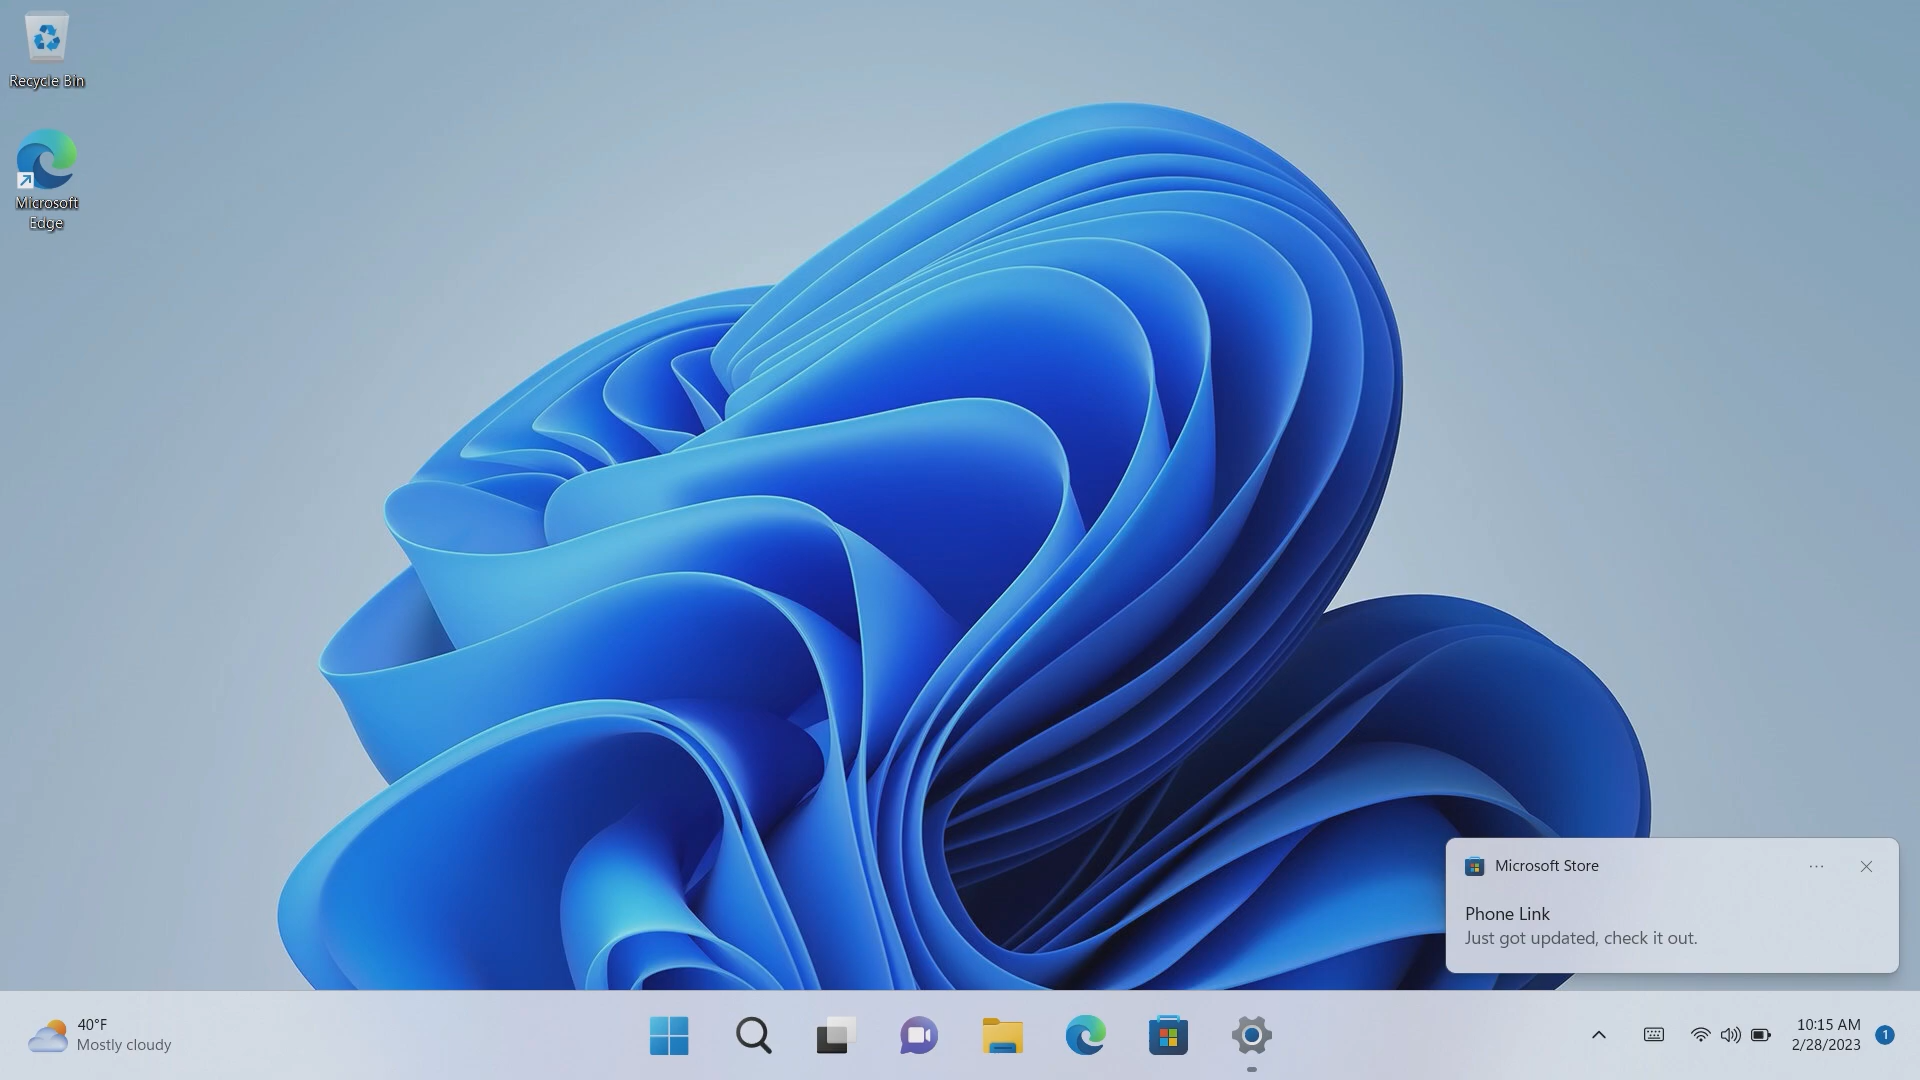 Recycle Bin
Microsoft
Edge
Microsoft Store
Phone Link
Just got updated, check it out.
40°F
Mostly cloudy
10:15 AM
2/28/2023
1